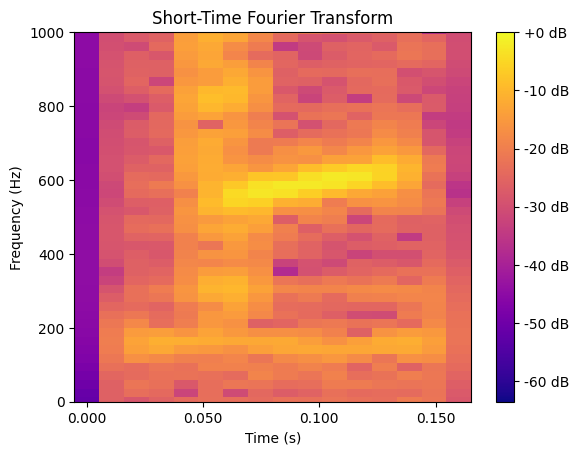 Short-Time Fourier Transform
1000
800
600
400
200
0
Frequency (Hz)
0.000
0.050
0.100
0.150
Time (s)
+0 dB
-10 dB
-20 dB
-30 dB
-40 dB
-50 dB
-60 dB